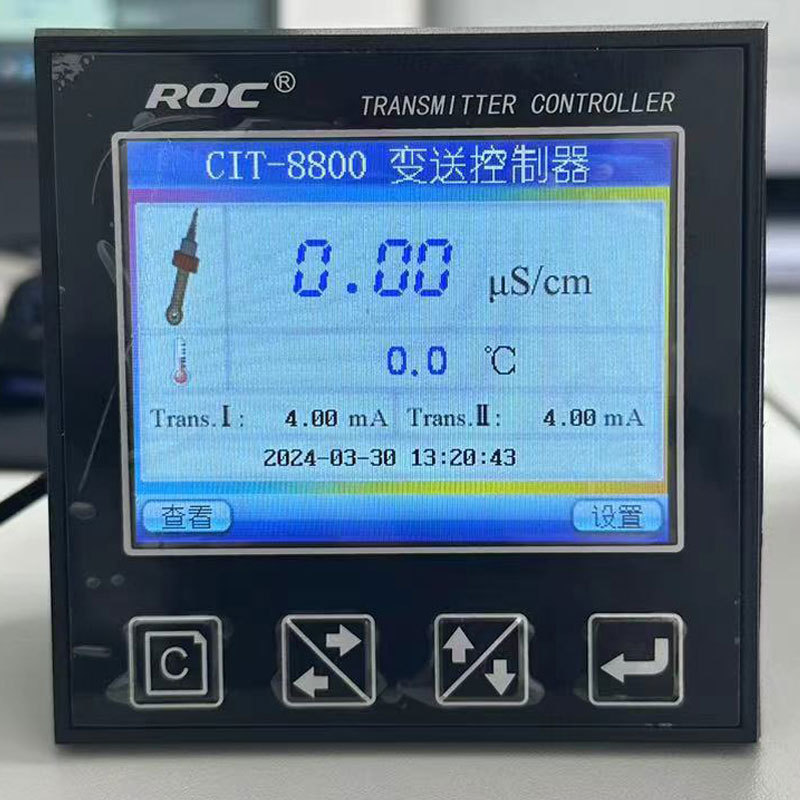 ROC®
TRANSMITTER CONTROLLER
CIT-8800 变送控制器
0.00 μS/cm
0.0 ℃
Trans.Ⅰ: 4.00 mA Trans.Ⅱ: 4.00 mA
2024-03-30 13:20:43
查看 设置
C